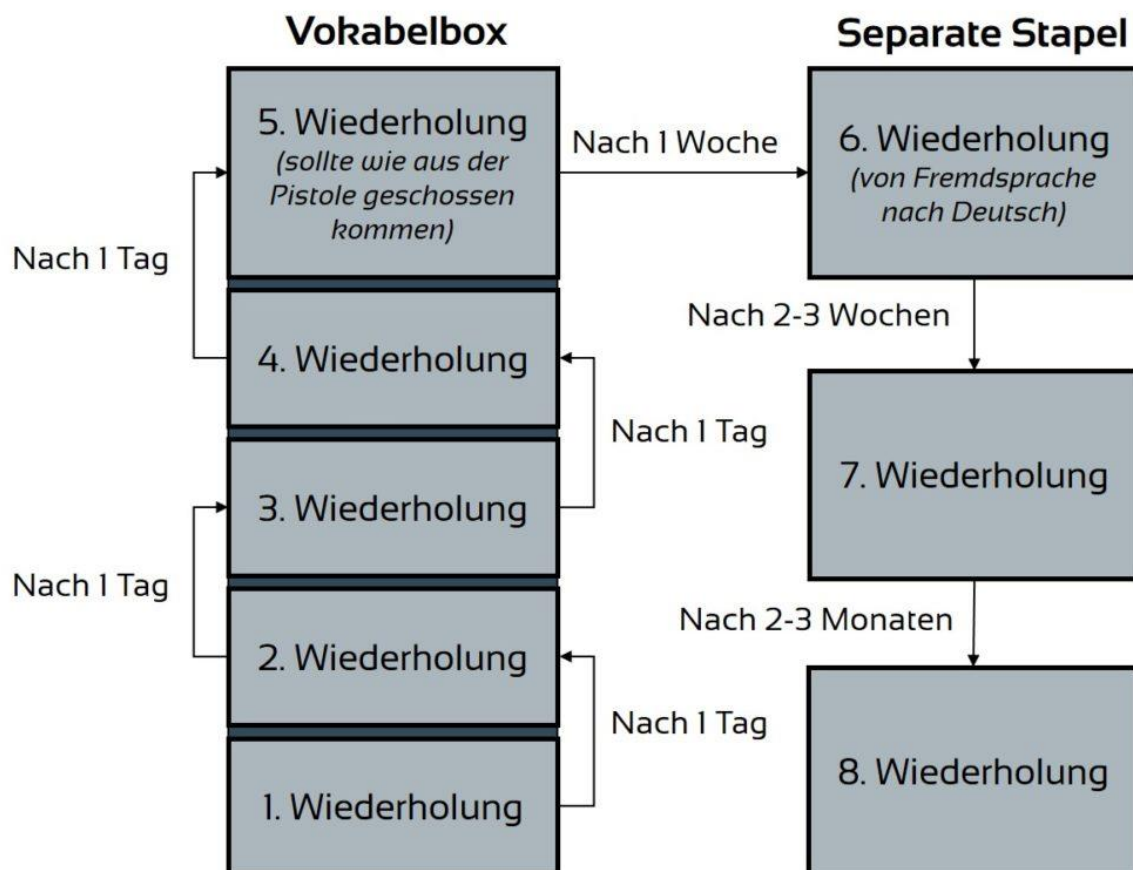 Vokabelbox
5. Wiederholung
(sollte wie aus der
Pistole geschossen
kommen)
Nach 1 Tag
4. Wiederholung
Nach 1 Tag
3. Wiederholung
Nach 1 Tag
2. Wiederholung
Nach 1 Tag
1. Wiederholung
Separate Stapel
Nach 1 Woche
6. Wiederholung
(von Fremdsprache
nach Deutsch)
Nach 2-3 Wochen
7. Wiederholung
Nach 2-3 Monaten
8. Wiederholung